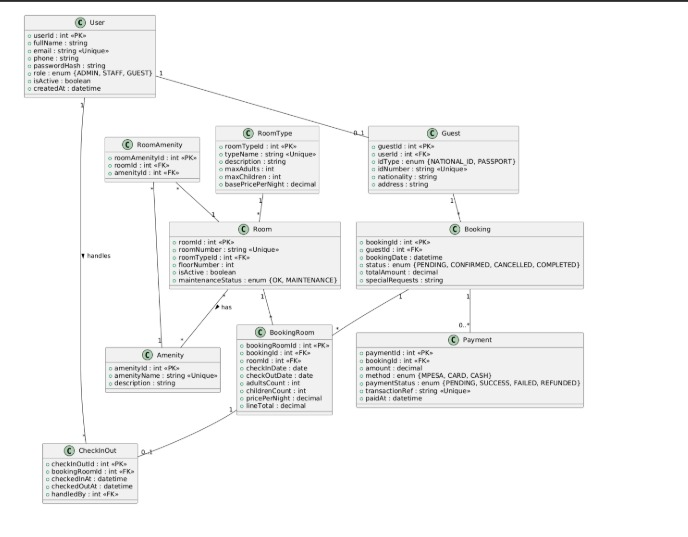 C User
userId : int «PK»
fullName : string
email : string «Unique»
phone : string
passwordHash : string
role : enum {ADMIN, STAFF, GUEST}
isActive : boolean
createdAt : datetime
1
0..1
1
C RoomAmenity
roomAmenityId : int «PK»
roomId : int «FK»
amenityId : int «FK»
*
*
C RoomType
roomTypeId : int «PK»
typeName : string «Unique»
description : string
maxAdults : int
maxChildren : int
basePricePerNight : decimal
1
C Guest
guestId : int «PK»
userId : int «FK»
idType : enum {NATIONAL_ID, PASSPORT}
idNumber : string «Unique»
nationality : string
address : string
1
1
*
*
C Room
roomId : int «PK»
roomNumber : string «Unique»
roomTypeId : int «FK»
floorNumber : int
isActive : boolean
maintenanceStatus : enum {OK, MAINTENANCE}
C Booking
bookingId : int «PK»
guestId : int «FK»
bookingDate : datetime
status : enum {PENDING, CONFIRMED, CANCELLED, COMPLETED}
totalAmount : decimal
specialRequests : string
handles
*
1
1
1
has
*
0..*
*
1
*
C BookingRoom
bookingRoomId : int «PK»
bookingId : int «FK»
roomId : int «FK»
checkInDate : date
checkOutDate : date
adultsCount : int
childrenCount : int
pricePerNight : decimal
lineTotal : decimal
C Payment
paymentId : int «PK»
bookingId : int «FK»
amount : decimal
method : enum {MPESA, CARD, CASH}
paymentStatus : enum {PENDING, SUCCESS, FAILED, REFUNDED}
transactionRef : string «Unique»
paidAt : datetime
C Amenity
amenityId : int «PK»
amenityName : string «Unique»
description : string
1
*
0..1
C CheckInOut
checkInOutId : int «PK»
bookingRoomId : int «FK»
checkedInAt : datetime
checkedOutAt : datetime
handledBy : int «FK»